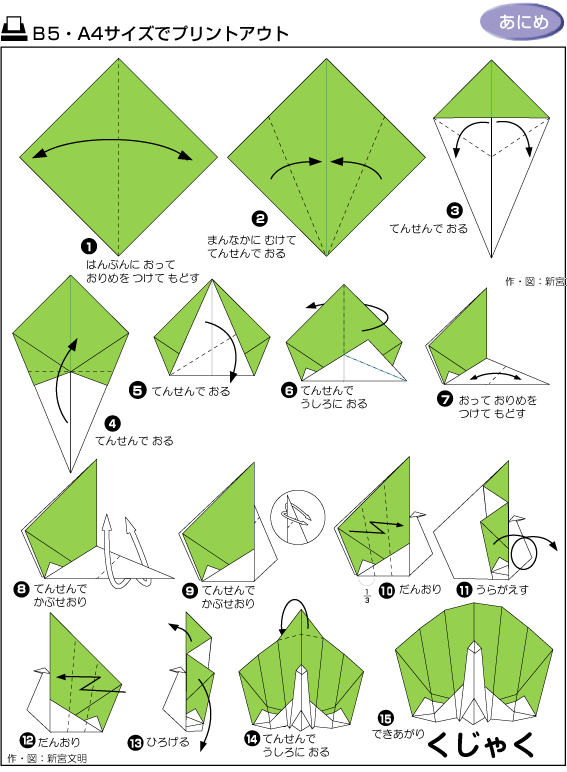 B5・A4サイズでプリントアウト
あにめ
1
はんぶんに おって
おりめを つけて もどす
2
まんなかに むけて
てんせんで おる
3
てんせんで おる
作・図：新宮
4
てんせんで おる
5 てんせんで おる
6 てんせんで
うしろに おる
7 おって おりめを
つけて もどす
8 てんせんで
かぶせおり
9 てんせんで
かぶせおり
1/3
10 だんおり
11 うらがえす
12 だんおり
13 ひろげる
14 てんせんで
うしろに おる
15
できあがり
くじゃく
作・図：新宮文明